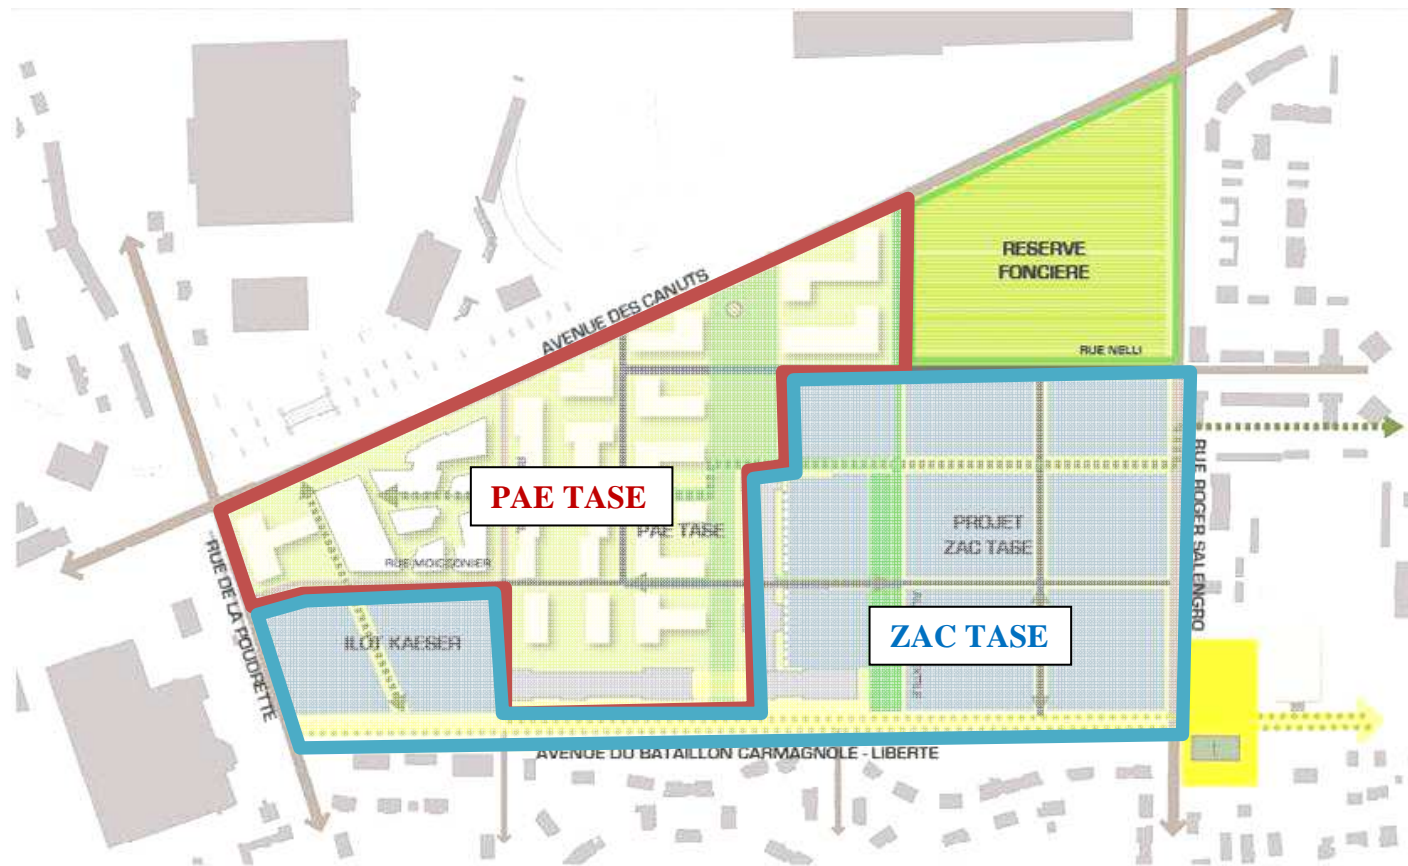 RESERVE
FONCIERE
AVENUE DES CANUTS
RUE NELLI
PAE TASE
PAE TASE
PROJET
ZAC TASE
RUE MOISSONIER
ILOT KAESER
ZAC TASE
RUE ROGER SALENGRO
RUE DE LA POUDRETTE
AVENUE DU BATAILLON CARMAGNOLE - LIBERTE